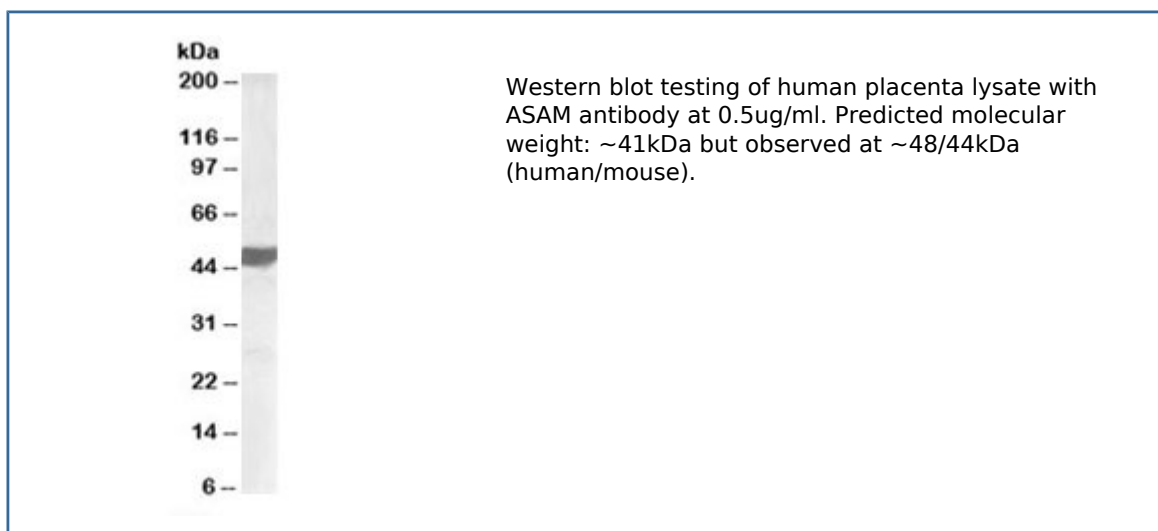 kDa
200 --
116 --
97 --
66 --
44 --
31 --
22 --
14 --
6 --
Western blot testing of human placenta lysate with
ASAM antibody at 0.5ug/ml. Predicted molecular
weight: ~41kDa but observed at ~48/44kDa
(human/mouse).